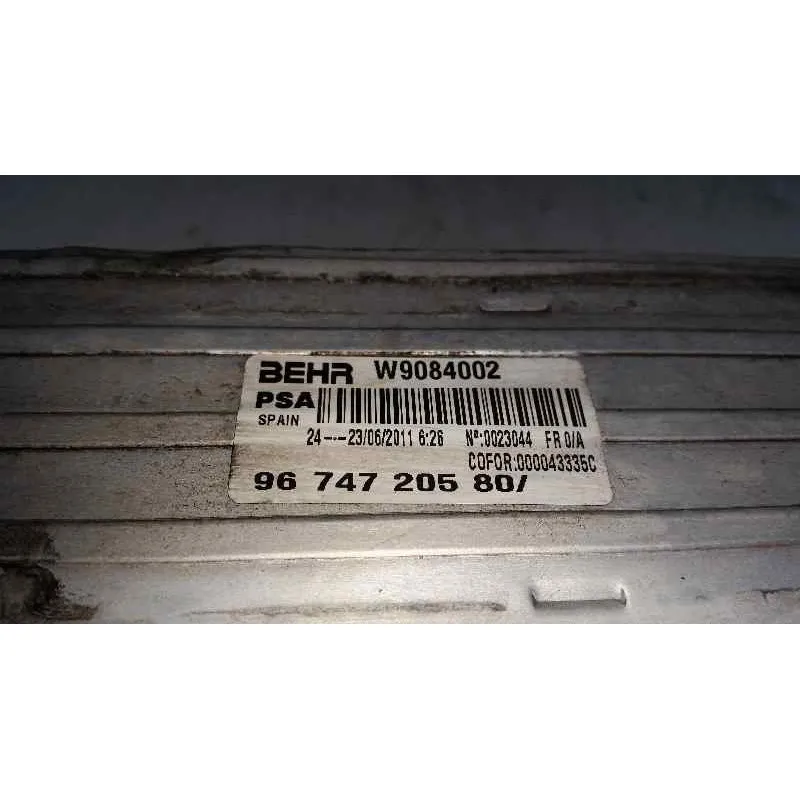 BEHR W9084002
PSA
SPAIN
24---23/06/2011 6:26 Nº:0023044 FR 0/A
COFOR:000043335C
96 747 205 80/